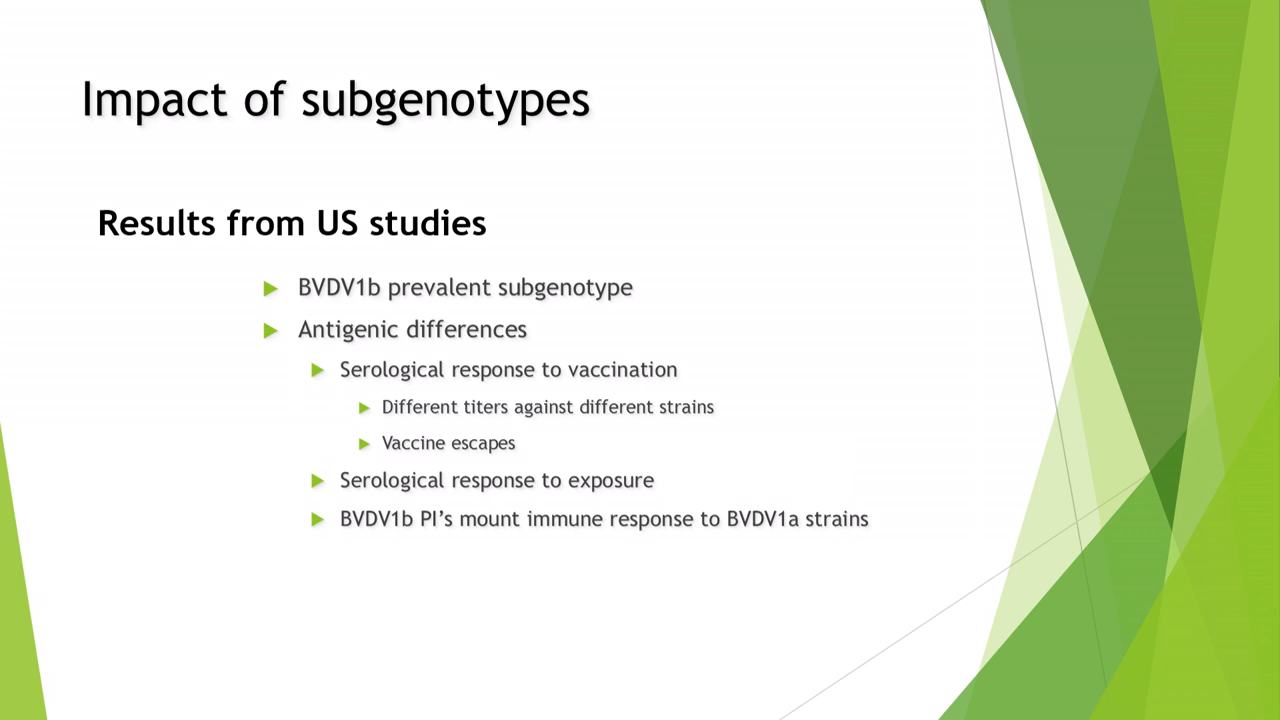 Impact of subgenotypes
Results from US studies
BVDV1b prevalent subgenotype
Antigenic differences
Serological response to vaccination
Different titers against different strains
Vaccine escapes
Serological response to exposure
BVDV1b PI’s mount immune response to BVDV1a strains